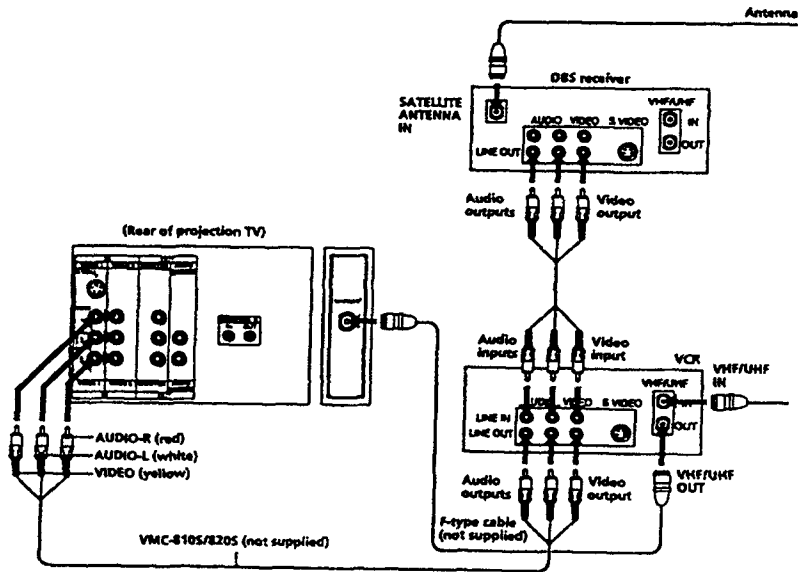 Antenna
DBS receiver
SATELLITE
ANTENNA
IN
AUDIO VIDEO S VIDEO
VHF/UHF
IN
OUT
LINE OUT
Audio
outputs
Video
output
(Rear of projection TV)
Audio
inputs
Video
input
VCR
VHF/UHF
IN
VHF/UHF
IN
OUT
AUDIO VIDEO S VIDEO
LINE IN
LINE OUT
AUDIO-R (red)
AUDIO-L (white)
VIDEO (yellow)
Audio
outputs
Video
output
VHF/UHF
OUT
F-type cable
(not supplied)
VMC-810S/820S (not supplied)